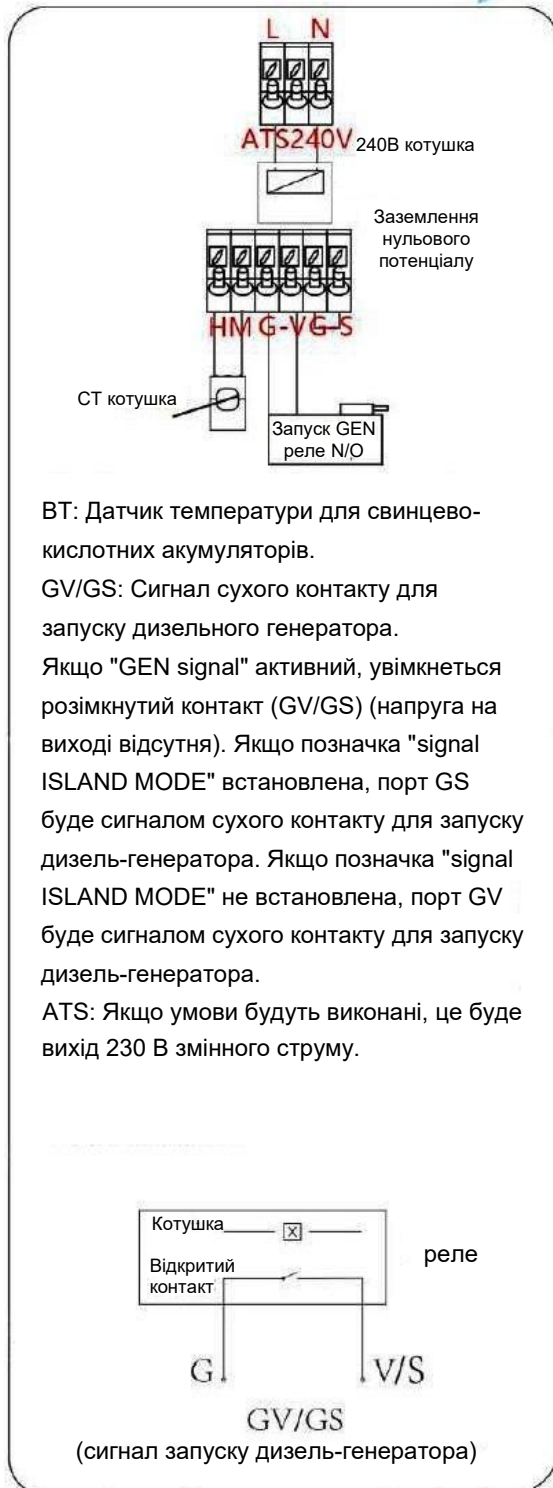 L N
ATS240V
240В котушка
Заземлення
нульового
потенціалу
HM G-VG-S
СТ котушка
Запуск GEN
реле N/O
BT: Датчик температури для свинцево-
кислотних акумуляторів.
GV/GS: Сигнал сухого контакту для
запуску дизельного генератора.
Якщо "GEN signal" активний, увімкнеться
розімкнутий контакт (GV/GS) (напруга на
виході відсутня). Якщо позначка "signal
ISLAND MODE" встановлена, порт GS
буде сигналом сухого контакту для запуску
дизель-генератора. Якщо позначка "signal
ISLAND MODE" не встановлена, порт GV
буде сигналом сухого контакту для запуску
дизель-генератора.
ATS: Якщо умови будуть виконані, це буде
вихід 230 В змінного струму.
Котушка
x
Відкритий
контакт
реле
G
V/S
GV/GS
(сигнал запуску дизель-генератора)